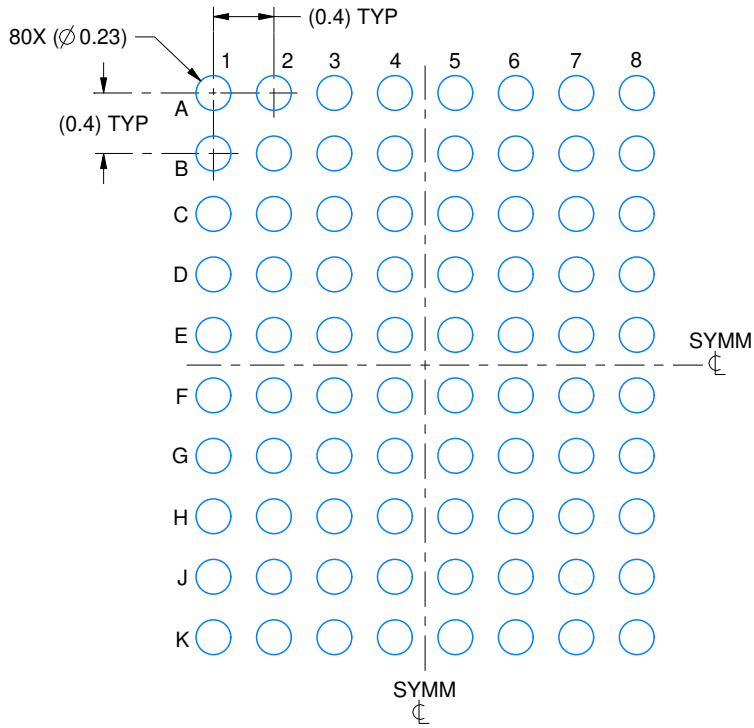 (0.4) TYP
80X (∅ 0.23)
1 2 3 4 5 6 7 8
A
(0.4) TYP
B
C
D
E
SYMM
℄
F
G
H
J
K
SYMM
℄